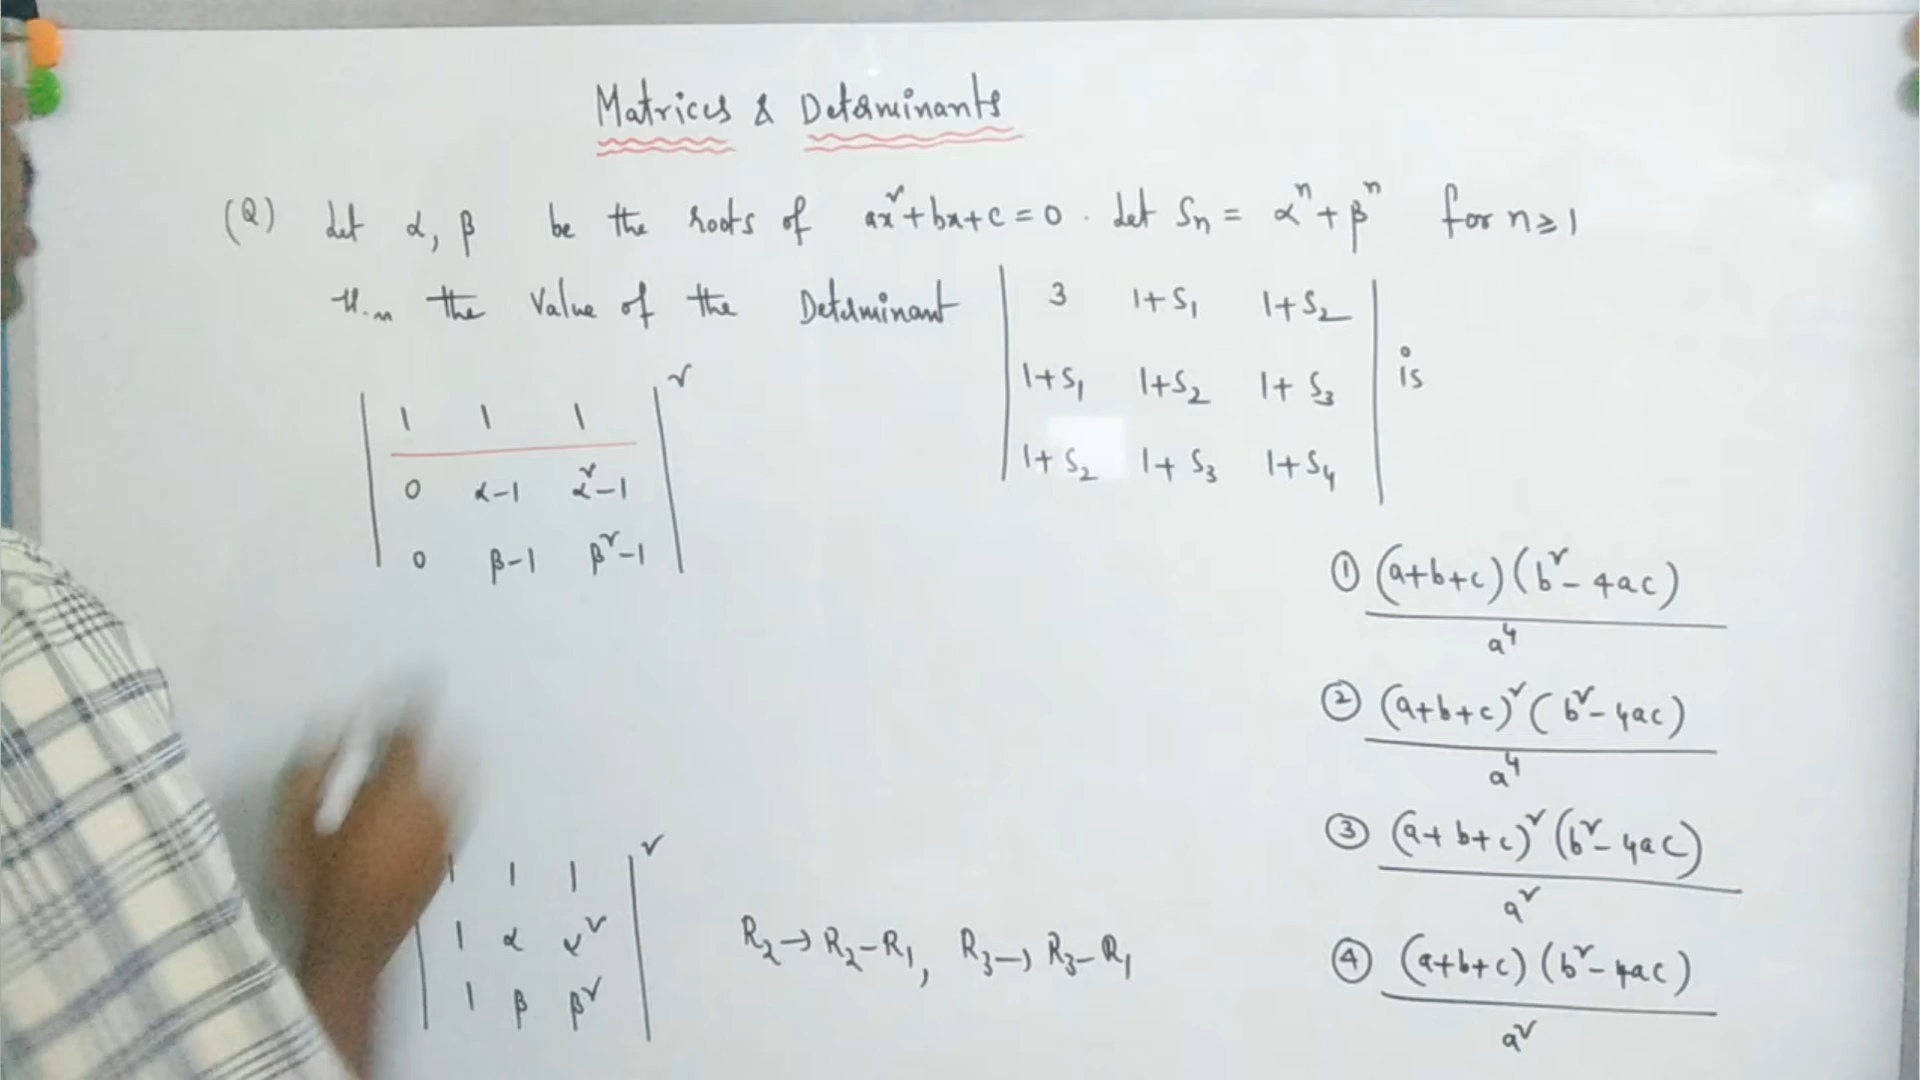 Matrices & Determinants
(Q) Let α, β be the roots of ax²+bx+c=0. Let Sn = αⁿ+βⁿ for n≥1
the value of the Determinant
| 3 1+S₁ 1+S₂ |
| 1+S₁ 1+S₂ 1+S₃ | is
| 1+S₂ 1+S₃ 1+S₄ |
| 1 1 1 |²
| 0 α-1 α²-1 |
| 0 β-1 β²-1 |
① (a+b+c)(b²-4ac)
a⁴
② (a+b+c)²(b²-4ac)
a⁴
③ (a+b+c)²(b²-4ac)
a²
④ (a+b+c)(b²-4ac)
a²
1 1 1 |²
| 1 α α² |
| 1 β β² |
R₂→R₂-R₁, R₃→R₃-R₁